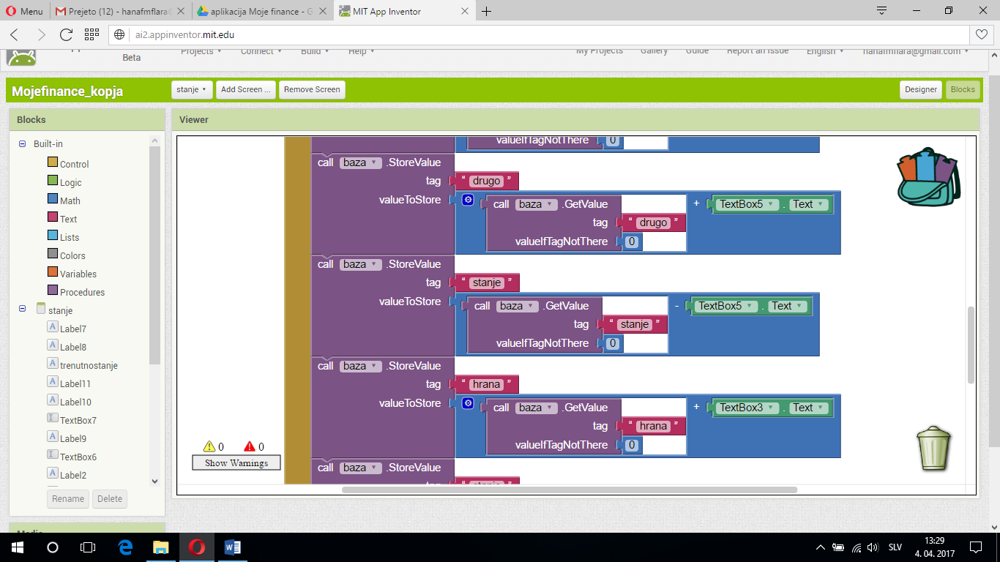 Menu
Prejeto (12) - hanafmflara@
aplikacija Moje finance - G
MIT App Inventor
ai2.appinventor.mit.edu
Beta
Projects
Connect
Build
Help
My Projects
Gallery
Guide
Report an Issue
English
hanafmflara@gmail.com
Mojefinance_kopja
stanje
Add Screen ...
Remove Screen
Designer
Blocks
Blocks
Viewer
Built-in
Control
Logic
Math
Text
Lists
Colors
Variables
Procedures
stanje
Label7
Label8
trenutnostanje
Label11
Label10
TextBox7
Label9
TextBox6
Label2
Rename
Delete
Media
valueIfTagNotThere 0
call baza .StoreValue
tag “ drugo ”
valueToStore call baza .GetValue + TextBox5 . Text
tag “ drugo ”
valueIfTagNotThere 0
call baza .StoreValue
tag “ stanje ”
valueToStore call baza .GetValue - TextBox5 . Text
tag “ stanje ”
valueIfTagNotThere 0
call baza .StoreValue
tag “ hrana ”
valueToStore call baza .GetValue + TextBox3 . Text
tag “ hrana ”
valueIfTagNotThere 0
call baza .StoreValue
tag “ stanje ”
0 0
Show Warnings
SLV
13:29
4. 04. 2017